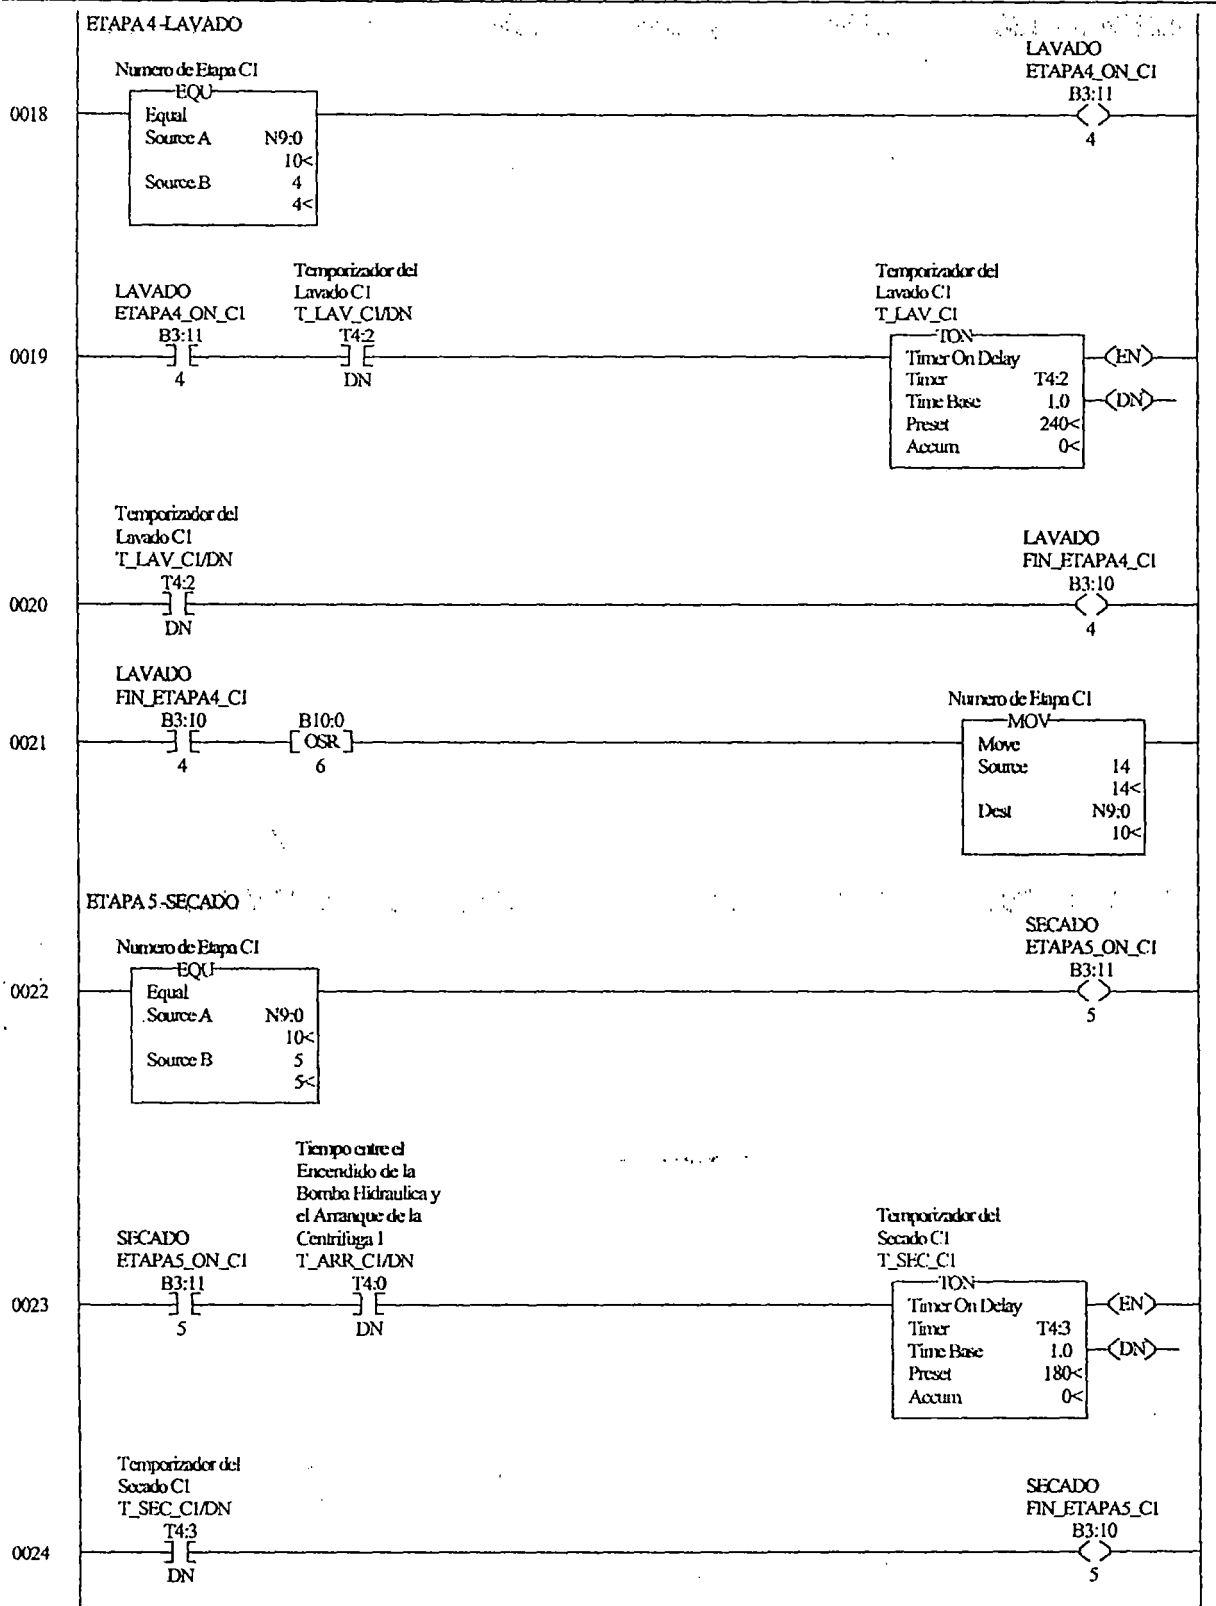 ETAPA 4 -LAVADO
LAVADO
ETAPA4_ON_C1
B3:11
4
Numero de Etapa C1
EQU
Equal
Source A N9:0
10<
Source B 4
4<
0018
Temporizador del
Lavado C1
T_LAV_C1/DN
T4:2
DN
LAVADO
ETAPA4_ON_C1
B3:11
4
0019
Temporizador del
Lavado C1
T_LAV_C1
TON
Timer On Delay
Timer T4:2
Time Base 1.0
Preset 240<
Accum 0<
(EN)
(DN)
Temporizador del
Lavado C1
T_LAV_C1/DN
T4:2
DN
0020
LAVADO
FIN_ETAPA4_C1
B3:10
4
LAVADO
FIN_ETAPA4_C1
B3:10
4
B10:0
OSR
6
0021
Numero de Etapa C1
MOV
Move
Source 14
14<
Dest N9:0
10<
ETAPA 5 -SECADO
SECADO
ETAPA5_ON_C1
B3:11
5
Numero de Etapa C1
EQU
Equal
Source A N9:0
10<
Source B 5
5<
0022
Tiempo entre el
Encendido de la
Bomba Hidraulica y
el Arranque de la
Centrifuga 1
T_ARR_C1/DN
T4:0
DN
SECADO
ETAPA5_ON_C1
B3:11
5
0023
Temporizador del
Secado C1
T_SEC_C1
TON
Timer On Delay
Timer T4:3
Time Base 1.0
Preset 180<
Accum 0<
(EN)
(DN)
Temporizador del
Secado C1
T_SEC_C1/DN
T4:3
DN
0024
SECADO
FIN_ETAPA5_C1
B3:10
5